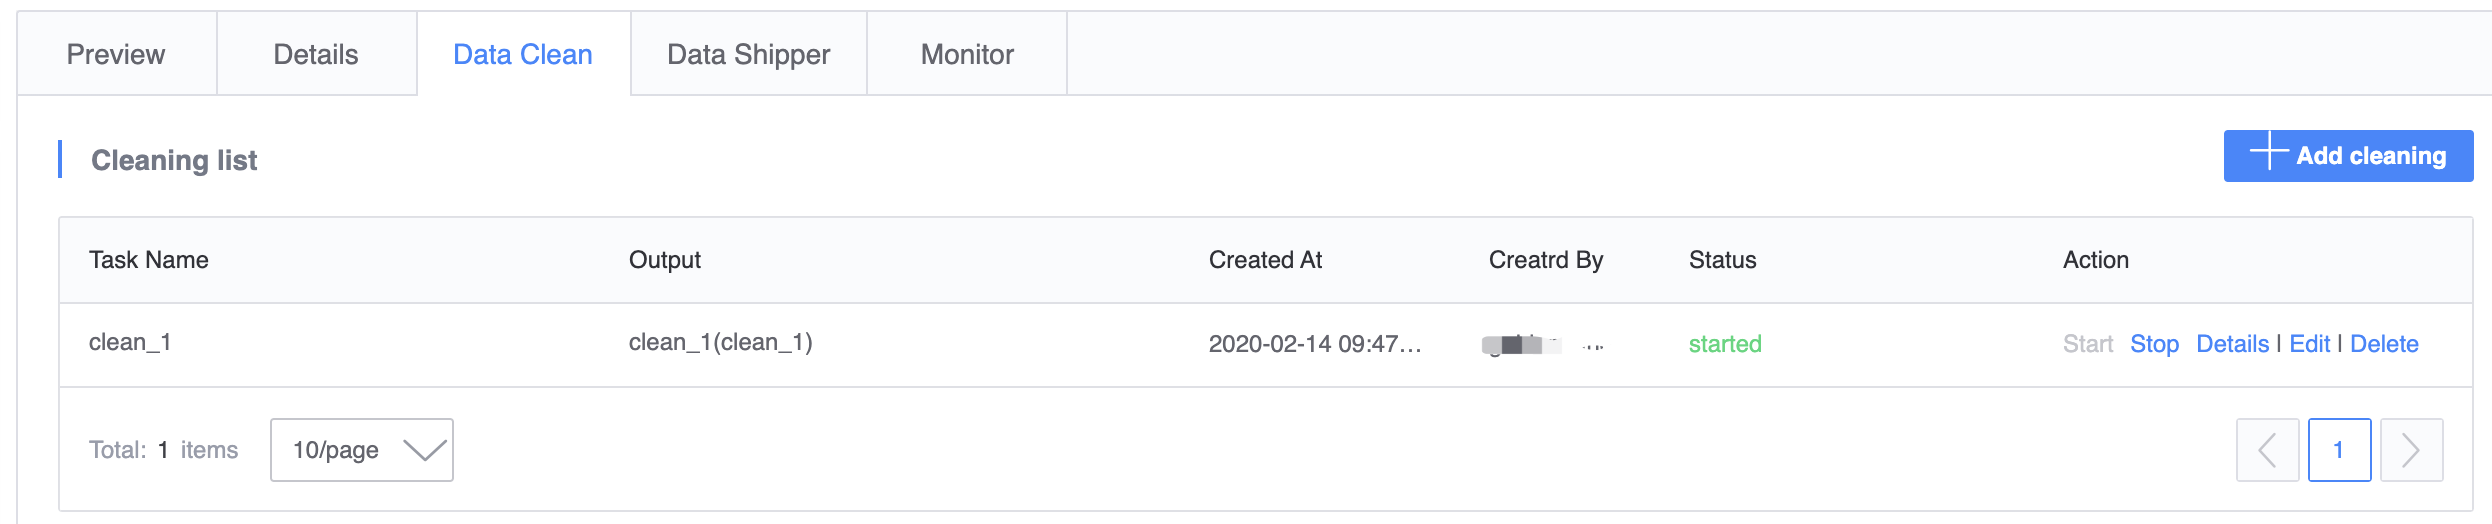 Preview Details Data Clean Data Shipper Monitor
Cleaning list
Add cleaning
Task Name Output Created At Creatrd By Status Action
clean_1 clean_1(clean_1) 2020-02-14 09:47... started Start Stop Details | Edit | Delete
Total: 1 items 10/page 1